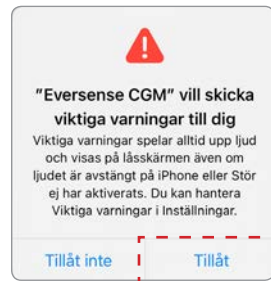 "Eversense CGM" vill skicka
viktiga varningar till dig
Viktiga varningar spelar alltid upp ljud
och visas på låsskärmen även om
ljudet är avstängt på iPhone eller Stör
ej har aktiverats. Du kan hantera
Viktiga varningar i Inställningar.
Tillåt inte Tillåt